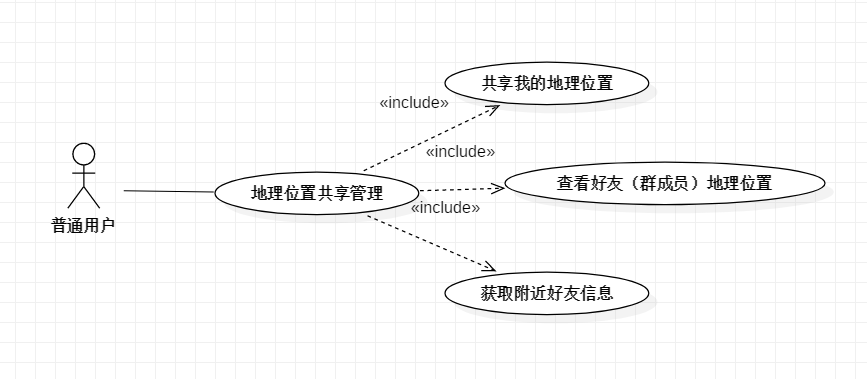 共享我的地理位置
«include»
«include»
查看好友（群成员）地理位置
地理位置共享管理
«include»
普通用户
获取附近好友信息